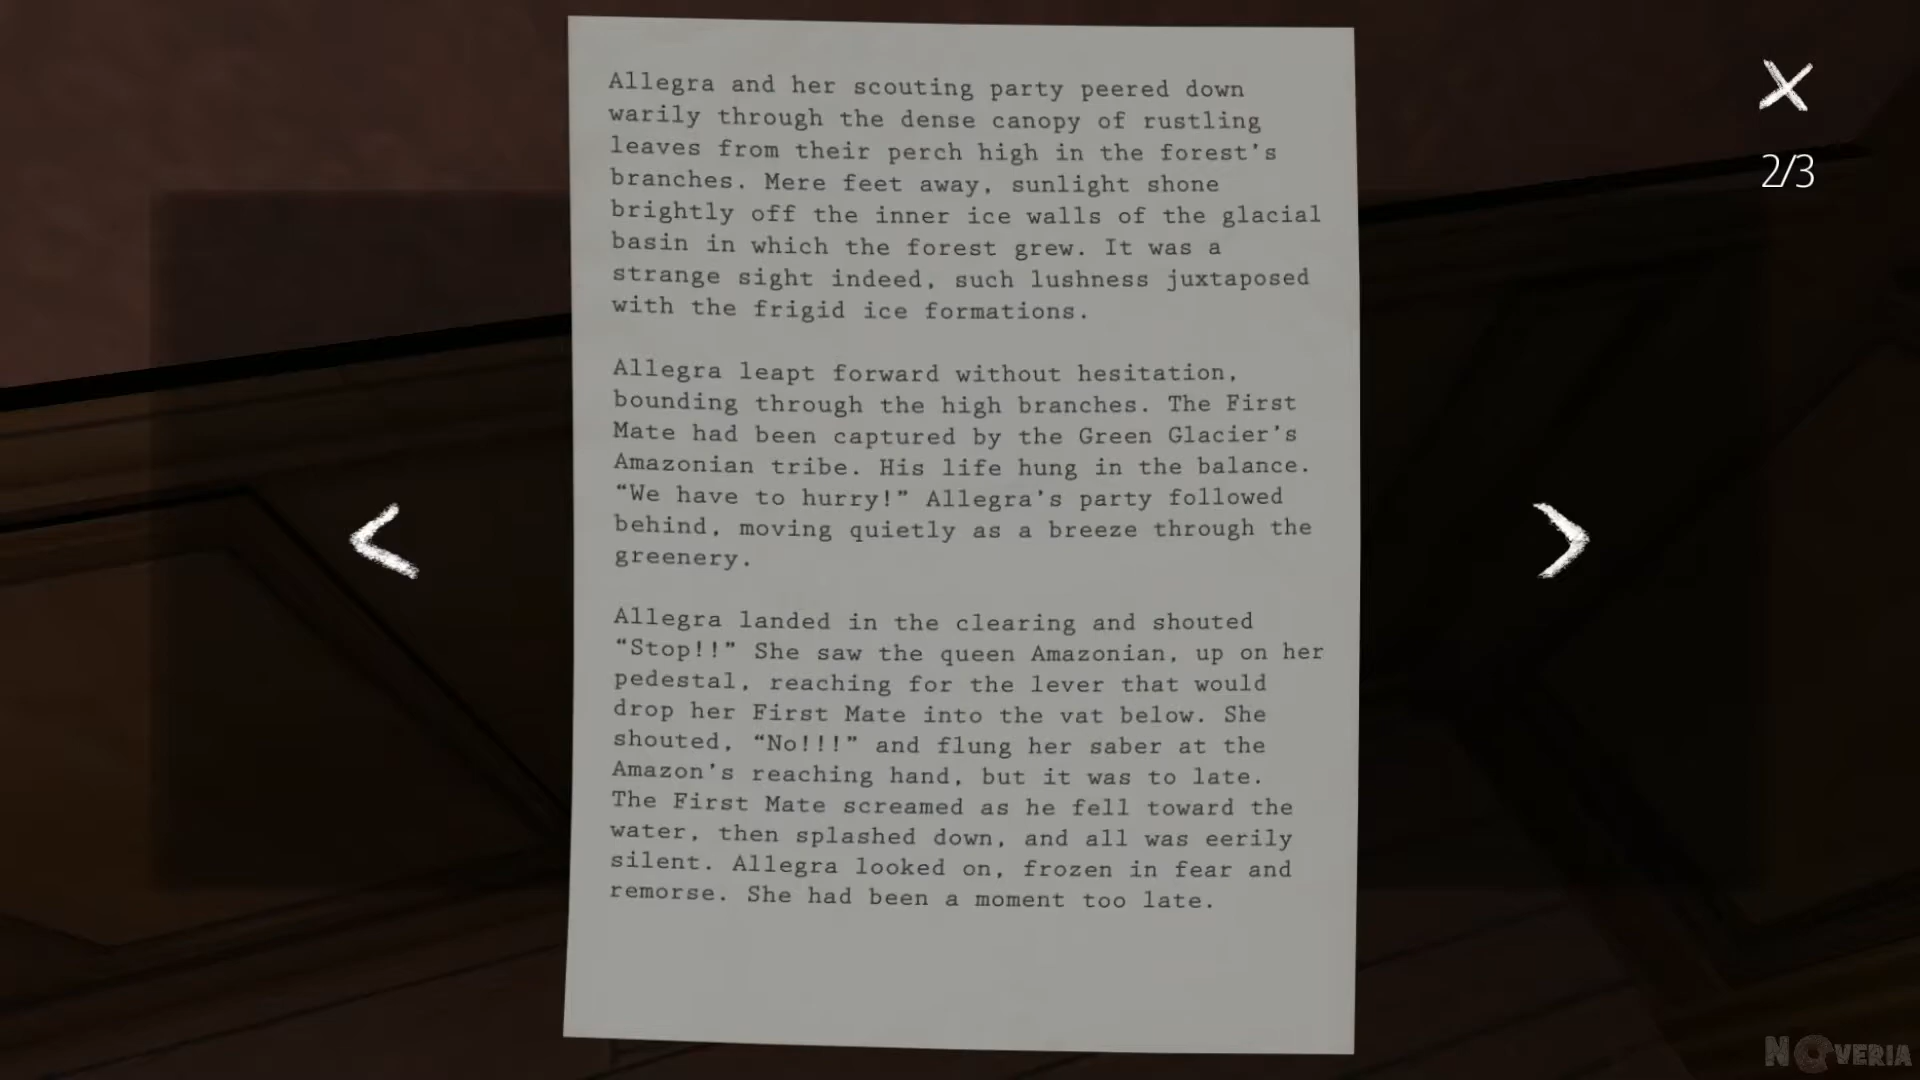 Allegra and her scouting party peered down
warily through the dense canopy of rustling
leaves from their perch high in the forest's
branches. Mere feet away, sunlight shone
brightly off the inner ice walls of the glacial
basin in which the forest grew. It was a
strange sight indeed, such lushness juxtaposed
with the frigid ice formations.
Allegra leapt forward without hesitation,
bounding through the high branches. The First
Mate had been captured by the Green Glacier's
Amazonian tribe. His life hung in the balance.
“We have to hurry!” Allegra's party followed
behind, moving quietly as a breeze through the
greenery.
Allegra landed in the clearing and shouted
“Stop!!” She saw the queen Amazonian, up on her
pedestal, reaching for the lever that would
drop her First Mate into the vat below. She
shouted, “No!!!” and flung her saber at the
Amazon's reaching hand, but it was to late.
The First Mate screamed as he fell toward the
water, then splashed down, and all was eerily
silent. Allegra looked on, frozen in fear and
remorse. She had been a moment too late.
2/3
NOVERIA